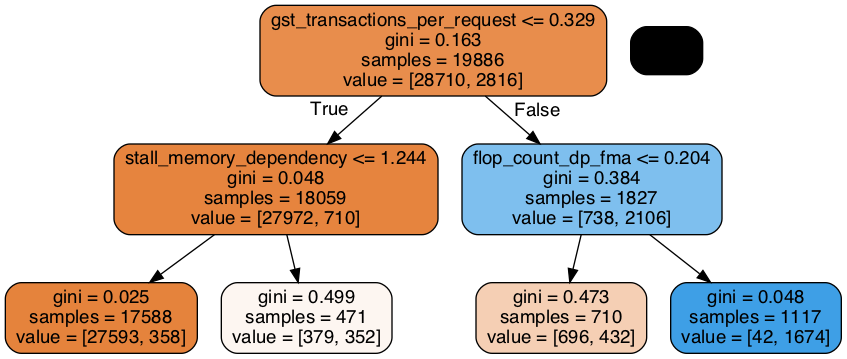 gst_transactions_per_request <= 0.329
gini = 0.163
samples = 19886
value = [28710, 2816]
True
False
stall_memory_dependency <= 1.244
gini = 0.048
samples = 18059
value = [27972, 710]
flop_count_dp_fma <= 0.204
gini = 0.384
samples = 1827
value = [738, 2106]
gini = 0.025
samples = 17588
value = [27593, 358]
gini = 0.499
samples = 471
value = [379, 352]
gini = 0.473
samples = 710
value = [696, 432]
gini = 0.048
samples = 1117
value = [42, 1674]